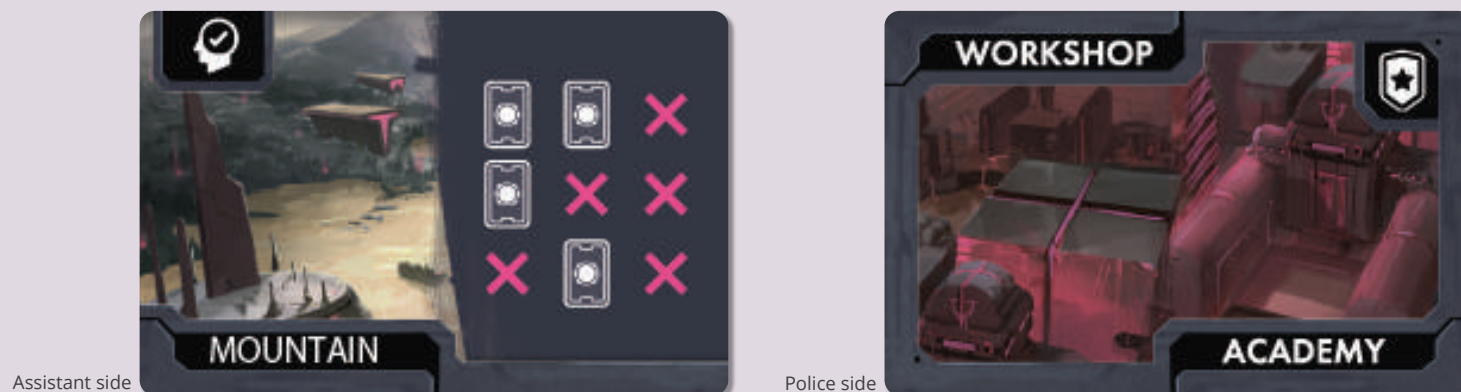 WORKSHOP
MOUNTAIN
ACADEMY
Assistant side
Police side